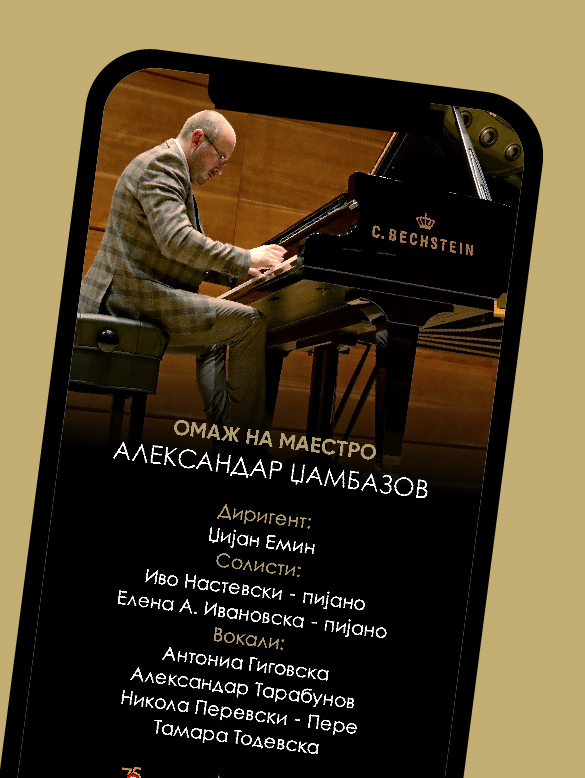 C. BECHSTEIN
ОМАЖ НА МАЕСТРО
АЛЕКСАНДАР ЏАМБАЗОВ
Диригент:
Џијан Емин
Солисти:
Иво Настевски - пијано
Елена А. Ивановска - пијано
Вокали:
Антониа Гиговска
Александар Тарабунов
Никола Перевски - Пере
Тамара Тодевска
75